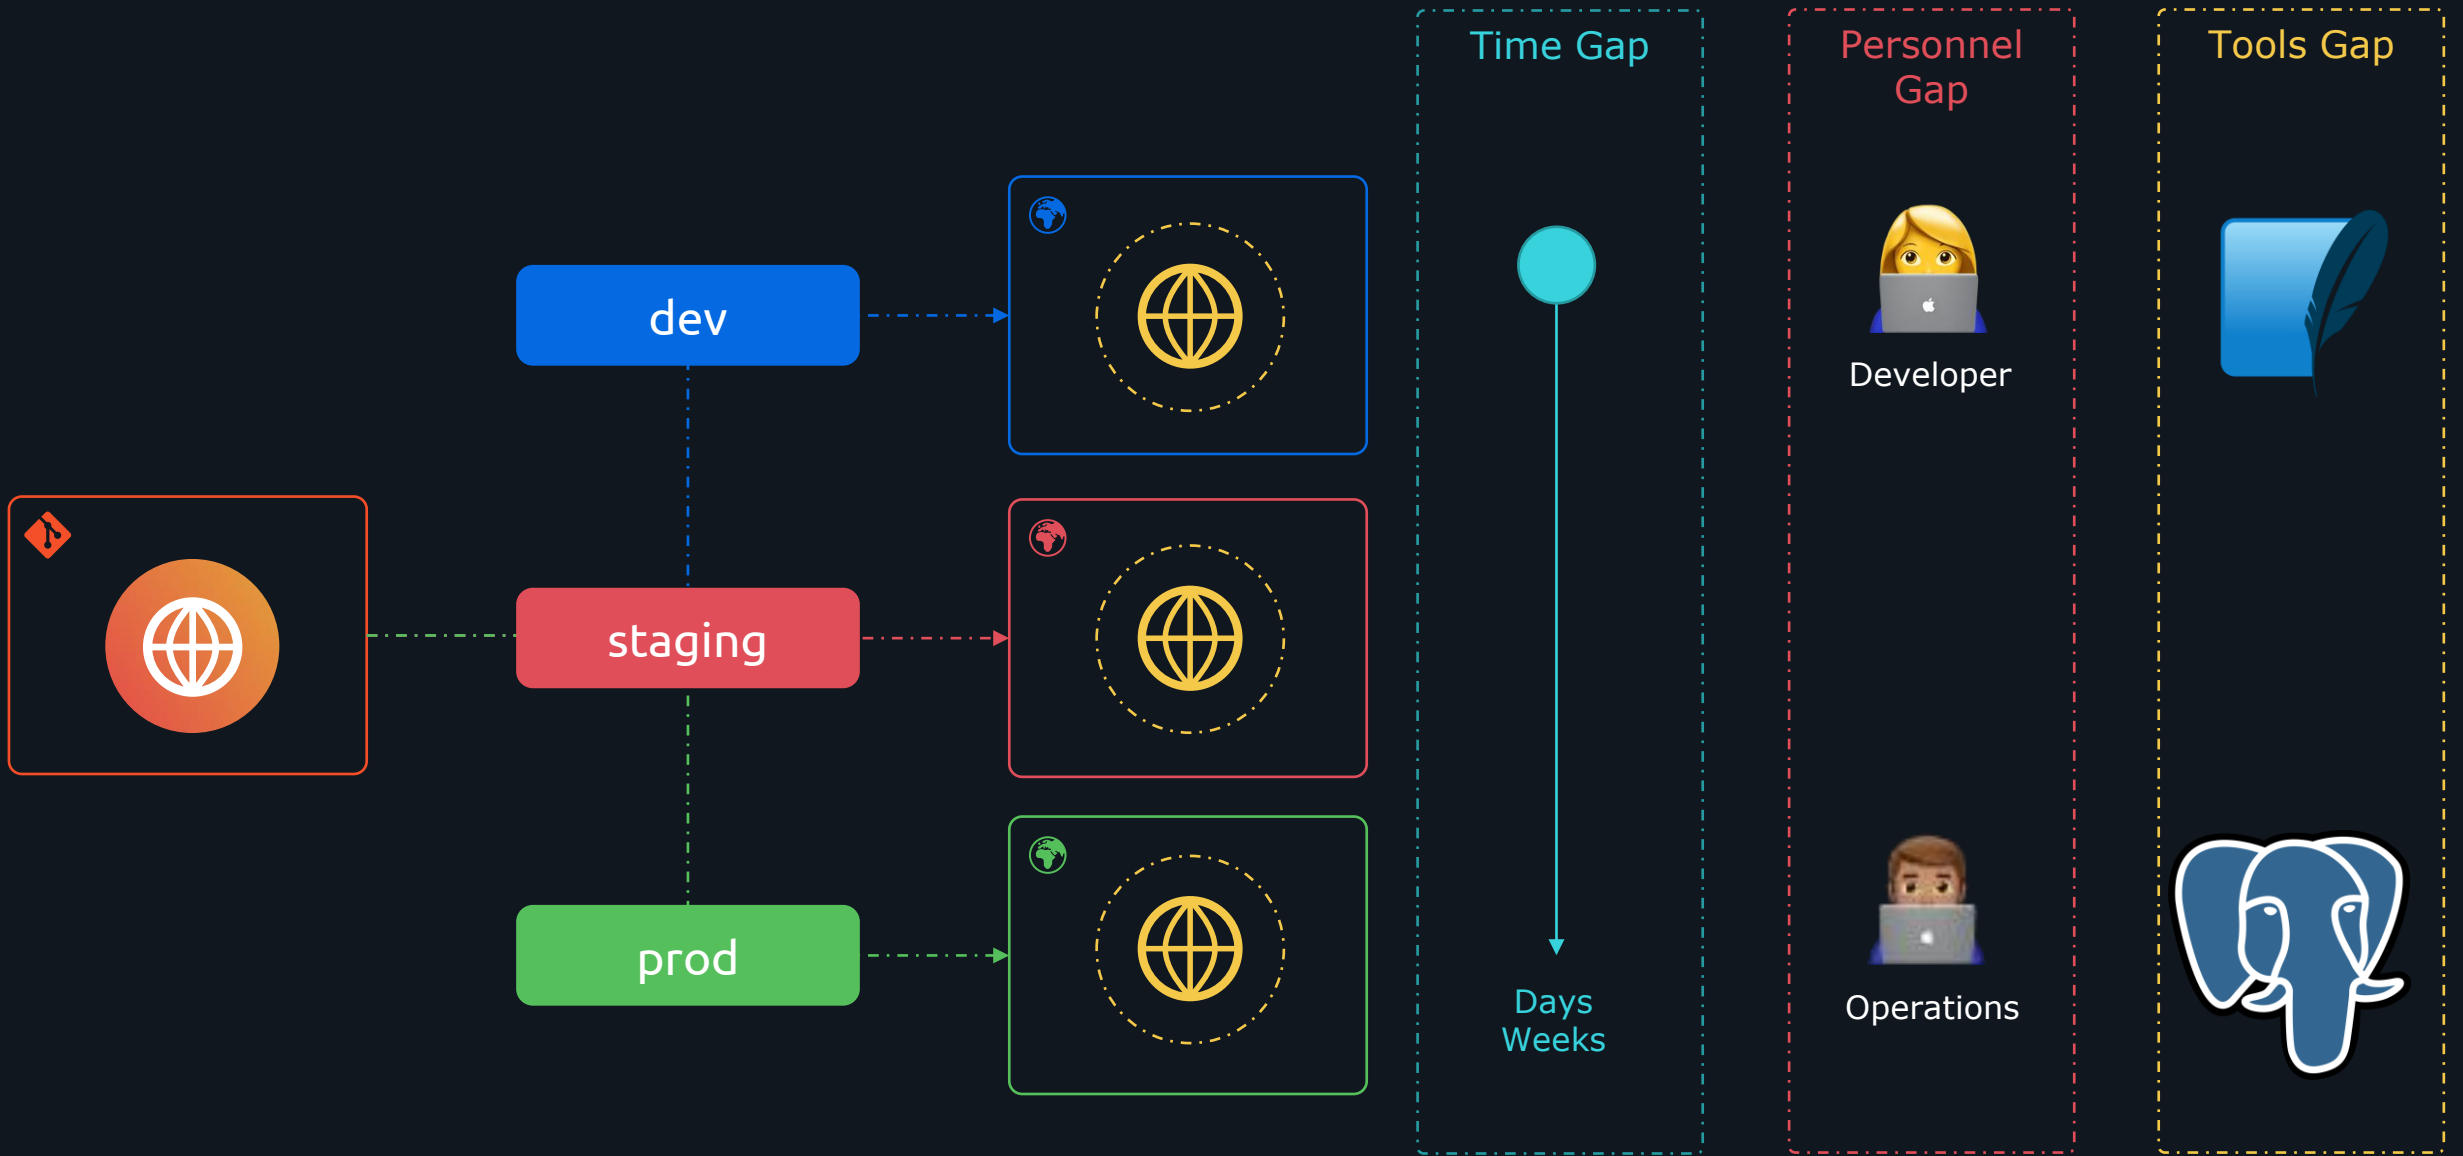 Time Gap
Personnel
Gap
Tools Gap
dev
Developer
staging
prod
Days
Weeks
Operations